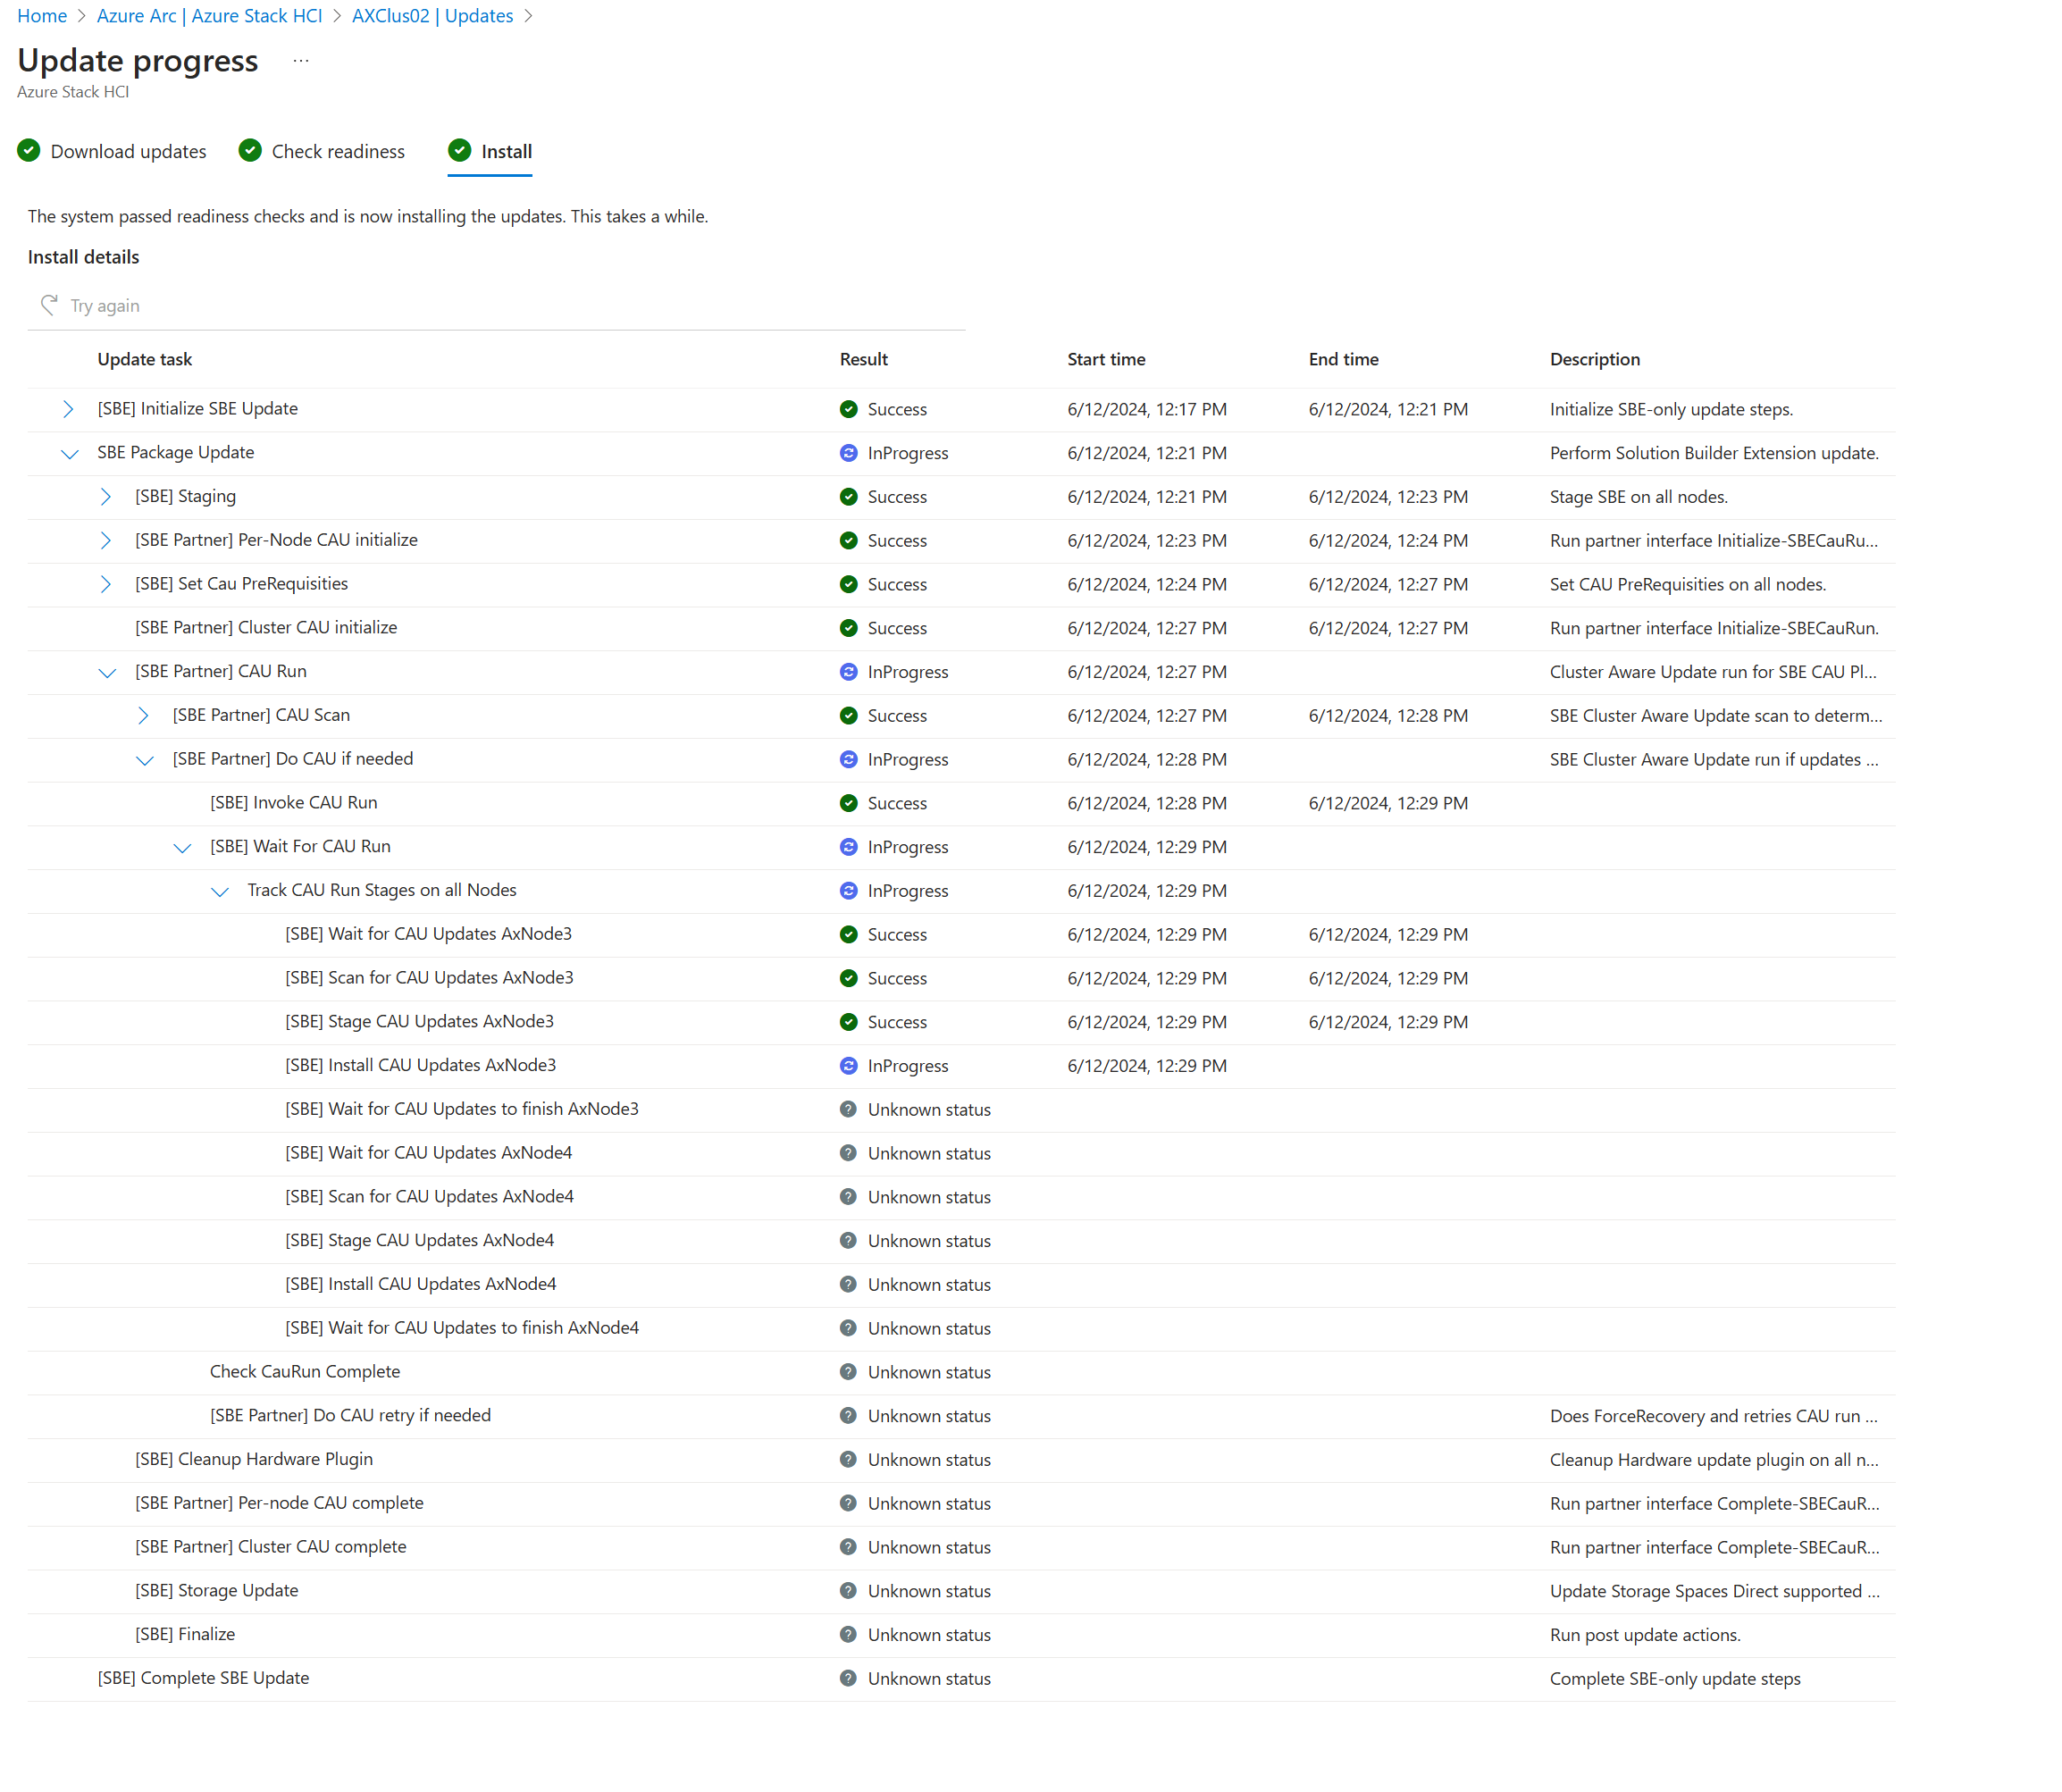 Home > Azure Arc | Azure Stack HCI > AXClus02 | Updates >
Update progress ...
Azure Stack HCI
Download updates Check readiness Install
The system passed readiness checks and is now installing the updates. This takes a while.
Install details
Try again
Update task Result Start time End time Description
[SBE] Initialize SBE Update Success 6/12/2024, 12:17 PM 6/12/2024, 12:21 PM Initialize SBE-only update steps.
SBE Package Update InProgress 6/12/2024, 12:21 PM Perform Solution Builder Extension update.
[SBE] Staging Success 6/12/2024, 12:21 PM 6/12/2024, 12:23 PM Stage SBE on all nodes.
[SBE Partner] Per-Node CAU initialize Success 6/12/2024, 12:23 PM 6/12/2024, 12:24 PM Run partner interface Initialize-SBECauRu...
[SBE] Set Cau PreRequisities Success 6/12/2024, 12:24 PM 6/12/2024, 12:27 PM Set CAU PreRequisities on all nodes.
[SBE Partner] Cluster CAU initialize Success 6/12/2024, 12:27 PM 6/12/2024, 12:27 PM Run partner interface Initialize-SBECauRun.
[SBE Partner] CAU Run InProgress 6/12/2024, 12:27 PM Cluster Aware Update run for SBE CAU Pl...
[SBE Partner] CAU Scan Success 6/12/2024, 12:27 PM 6/12/2024, 12:28 PM SBE Cluster Aware Update scan to determ...
[SBE Partner] Do CAU if needed InProgress 6/12/2024, 12:28 PM SBE Cluster Aware Update run if updates ...
[SBE] Invoke CAU Run Success 6/12/2024, 12:28 PM 6/12/2024, 12:29 PM
[SBE] Wait For CAU Run InProgress 6/12/2024, 12:29 PM
Track CAU Run Stages on all Nodes InProgress 6/12/2024, 12:29 PM
[SBE] Wait for CAU Updates AxNode3 Success 6/12/2024, 12:29 PM 6/12/2024, 12:29 PM
[SBE] Scan for CAU Updates AxNode3 Success 6/12/2024, 12:29 PM 6/12/2024, 12:29 PM
[SBE] Stage CAU Updates AxNode3 Success 6/12/2024, 12:29 PM 6/12/2024, 12:29 PM
[SBE] Install CAU Updates AxNode3 InProgress 6/12/2024, 12:29 PM
[SBE] Wait for CAU Updates to finish AxNode3 Unknown status
[SBE] Wait for CAU Updates AxNode4 Unknown status
[SBE] Scan for CAU Updates AxNode4 Unknown status
[SBE] Stage CAU Updates AxNode4 Unknown status
[SBE] Install CAU Updates AxNode4 Unknown status
[SBE] Wait for CAU Updates to finish AxNode4 Unknown status
Check CauRun Complete Unknown status
[SBE Partner] Do CAU retry if needed Unknown status Does ForceRecovery and retries CAU run ...
[SBE] Cleanup Hardware Plugin Unknown status Cleanup Hardware update plugin on all n...
[SBE Partner] Per-node CAU complete Unknown status Run partner interface Complete-SBECauR...
[SBE Partner] Cluster CAU complete Unknown status Run partner interface Complete-SBECauR...
[SBE] Storage Update Unknown status Update Storage Spaces Direct supported ...
[SBE] Finalize Unknown status Run post update actions.
[SBE] Complete SBE Update Unknown status Complete SBE-only update steps